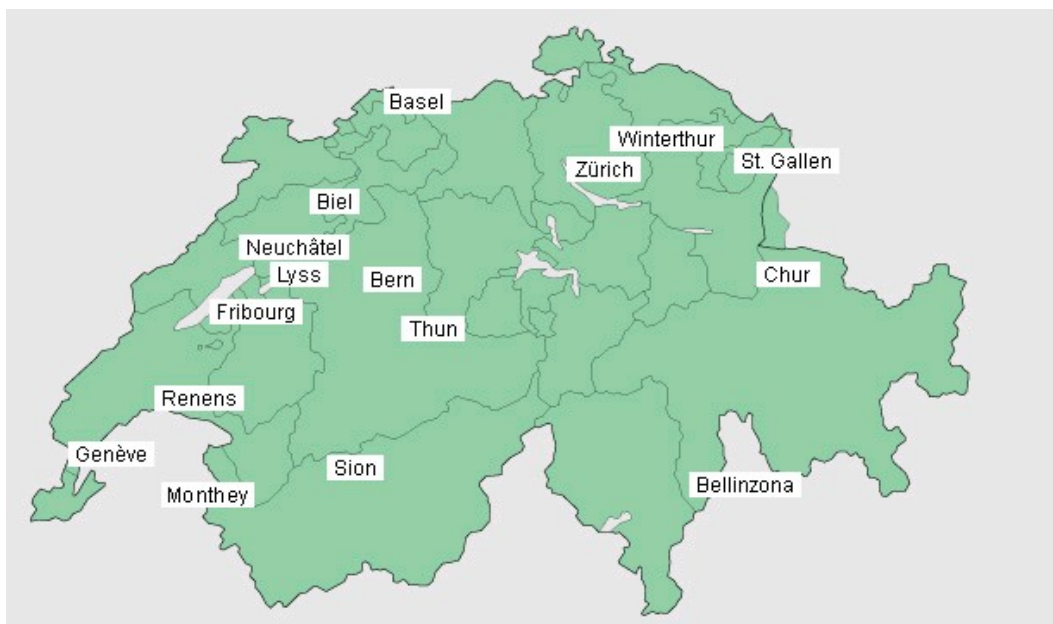 Basel
Winterthur
St. Gallen
Zürich
Biel
Neuchâtel
Lyss
Bern
Chur
Fribourg
Thun
Renens
Genève
Sion
Monthey
Bellinzona